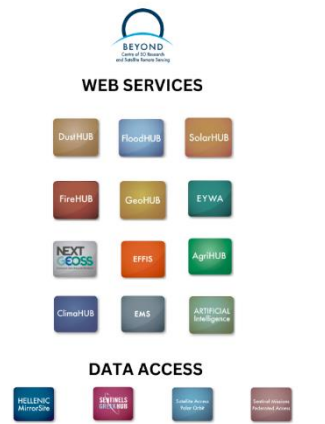 BEYOND
Centre of EO Research
and Satellite Remote Sensing
WEB SERVICES
DustHUB FloodHUB SolarHUB
FireHUB GeoHUB EYWA
NEXT
GEOSS
EFFIS AgriHUB
ClimaHUB EMS
ARTIFICIAL
Intelligence
DATA ACCESS
HELLENIC
MirrorSite
SENTINELS
GREEK HUB
Satellite Access
Polar Orbit
Sentinel Missions
Federated Access